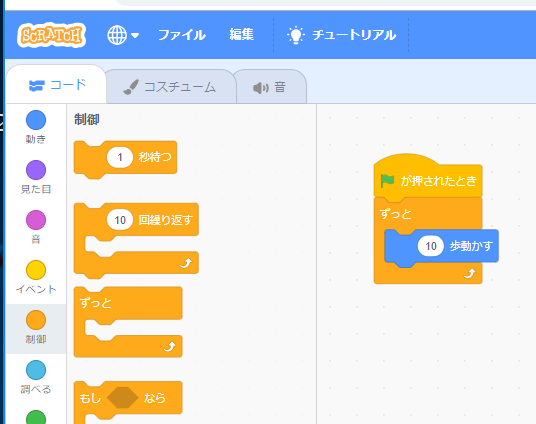 SCRATCH ファイル 編集 チュートリアル
コード コスチューム 音
動き
見た目
音
イベント
制御
調べる
制御
1 秒待つ
10 回繰り返す
ずっと
もし なら
が押されたとき
ずっと
10 歩動かす